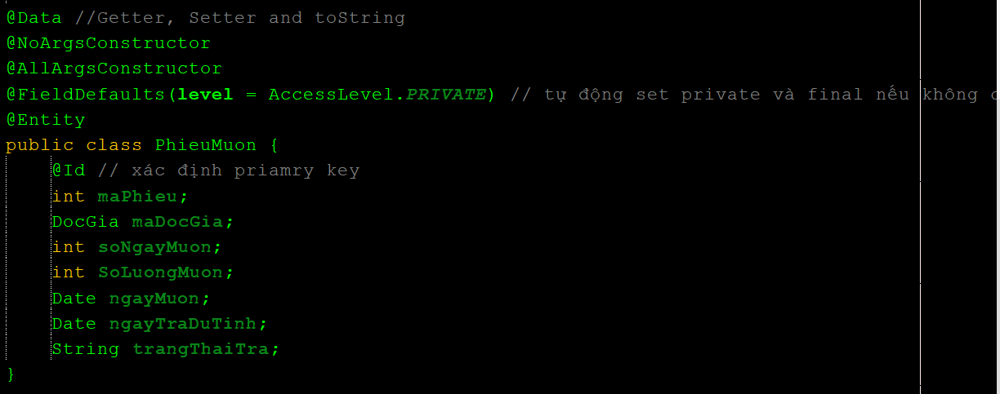 @Data //Getter, Setter and toString
@NoArgsConstructor
@AllArgsConstructor
@FieldDefaults(level = AccessLevel.PRIVATE) // tự động set private và final nếu không
@Entity
public class PhieuMuon {
@Id // xác định priamry key
int maPhieu;
DocGia maDocGia;
int soNgayMuon;
int SoLuongMuon;
Date ngayMuon;
Date ngayTraDuTinh;
String trangThaiTra;
}